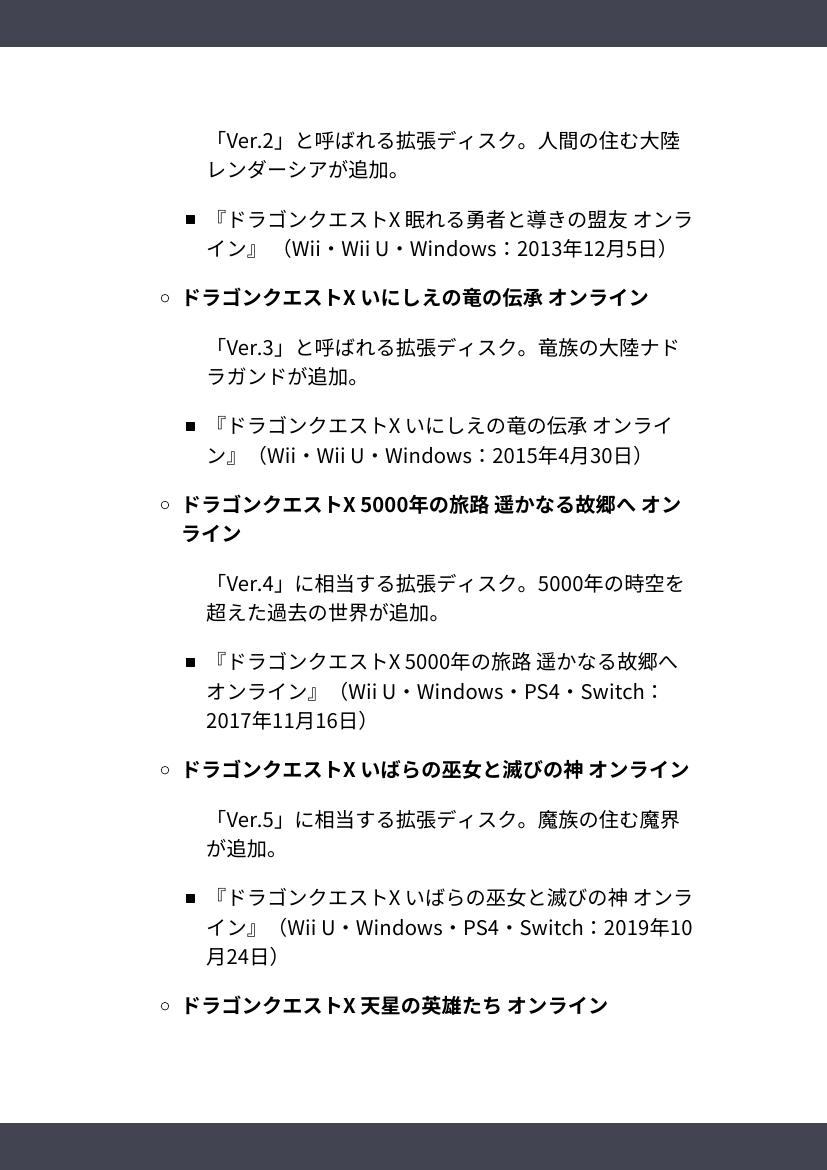 「Ver.2」と呼ばれる拡張ディスク。人間の住む大陸
レンダーシアが追加。
■ 『ドラゴンクエストX 眠れる勇者と導きの盟友 オンラ
イン』 （Wii・Wii U・Windows：2013年12月5日）
○ ドラゴンクエストX いにしえの竜の伝承 オンライン
「Ver.3」と呼ばれる拡張ディスク。竜族の大陸ナド
ラガンドが追加。
■ 『ドラゴンクエストX いにしえの竜の伝承 オンライ
ン』（Wii・Wii U・Windows：2015年4月30日）
○ ドラゴンクエストX 5000年の旅路 遥かなる故郷へ オン
ライン
「Ver.4」に相当する拡張ディスク。5000年の時空を
超えた過去の世界が追加。
■ 『ドラゴンクエストX 5000年の旅路 遥かなる故郷へ
オンライン』（Wii U・Windows・PS4・Switch：
2017年11月16日）
○ ドラゴンクエストX いばらの巫女と滅びの神 オンライン
「Ver.5」に相当する拡張ディスク。魔族の住む魔界
が追加。
■ 『ドラゴンクエストX いばらの巫女と滅びの神 オンラ
イン』（Wii U・Windows・PS4・Switch：2019年10
月24日）
○ ドラゴンクエストX 天星の英雄たち オンライン